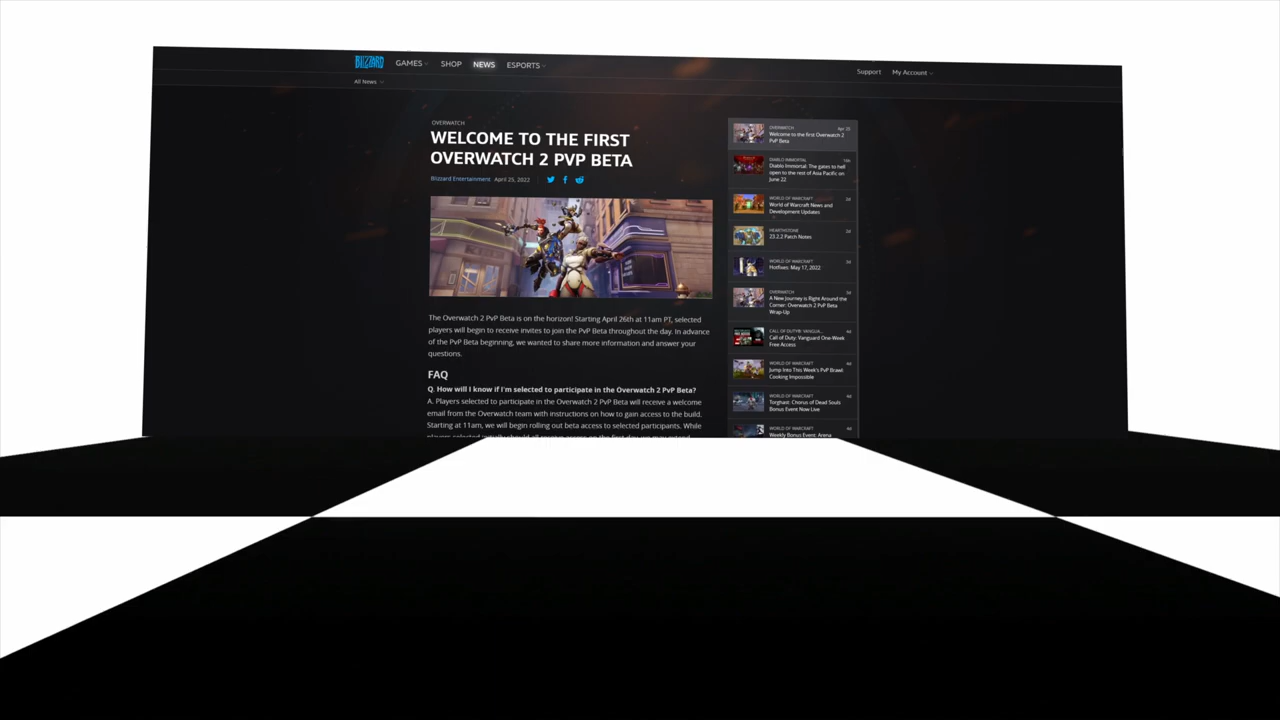 BLIZZARD
GAMES
SHOP
NEWS
ESPORTS
Support
My Account
All News
OVERWATCH
WELCOME TO THE FIRST
OVERWATCH 2 PVP BETA
Blizzard Entertainment April 25, 2022
The Overwatch 2 PvP Beta is on the horizon! Starting April 26th at 11am PT, selected
players will begin to receive invites to join the PvP Beta throughout the day. In advance
of the PvP Beta beginning, we wanted to share more information and answer your
questions.
FAQ
Q. How will I know if I'm selected to participate in the Overwatch 2 PvP Beta?
A. Players selected to participate in the Overwatch 2 PvP Beta will receive a welcome
email from the Overwatch team with instructions on how to gain access to the build.
Starting at 11am, we will begin rolling out beta access to selected participants. While
OVERWATCH
Welcome to the first Overwatch 2
PvP Beta
DIABLO IMMORTAL
Diablo Immortal: The gates to hell
open to the rest of Asia Pacific on
June 22
WORLD OF WARCRAFT
2d
World of Warcraft News and
Development Updates
HEARTHSTONE
2d
23.2.2 Patch Notes
WORLD OF WARCRAFT
3d
Hotfixes: May 17, 2022
OVERWATCH
3d
A New Journey is Right Around the
Corner: Overwatch 2 PvP Beta
Wrap-Up
CALL OF DUTY®: VANGUA...
4d
Call of Duty: Vanguard One-Week
Free Access
WORLD OF WARCRAFT
4d
Jump Into This Week's PvP Brawl:
Cooking Impossible
WORLD OF WARCRAFT
4d
Torghast: Chorus of Dead Souls
Bonus Event Now Live
WORLD OF WARCRAFT
4d
Weekly Bonus Event: Arena